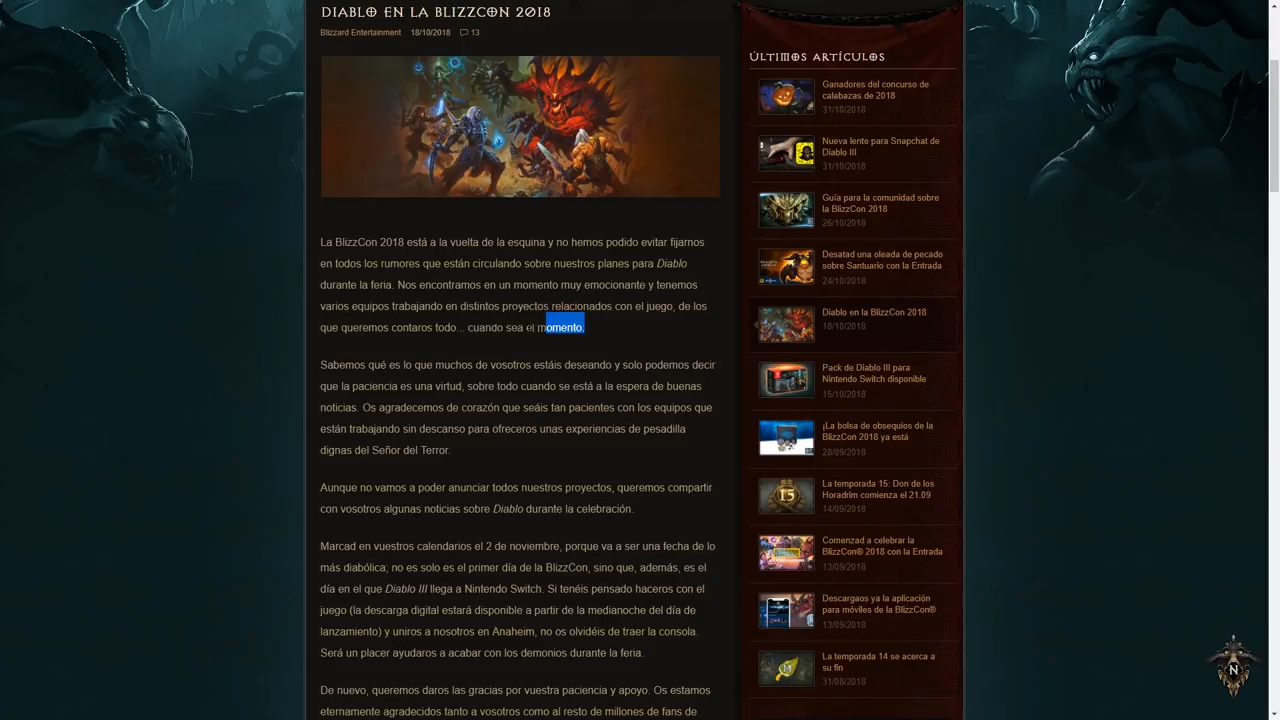 DIABLO EN LA BLIZZCON 2018
Blizzard Entertainment 18/10/2018 13
La BlizzCon 2018 está a la vuelta de la esquina y no hemos podido evitar fijarnos
en todos los rumores que están circulando sobre nuestros planes para Diablo
durante la feria. Nos encontramos en un momento muy emocionante y tenemos
varios equipos trabajando en distintos proyectos relacionados con el juego, de los
que queremos contaros todo... cuando sea el momento.
Sabemos qué es lo que muchos de vosotros estáis deseando y solo podemos decir
que la paciencia es una virtud, sobre todo cuando se está a la espera de buenas
noticias. Os agradecemos de corazón que seáis tan pacientes con los equipos que
están trabajando sin descanso para ofreceros unas experiencias de pesadilla
dignas del Señor del Terror.
Aunque no vamos a poder anunciar todos nuestros proyectos, queremos compartir
con vosotros algunas noticias sobre Diablo durante la celebración.
Marcad en vuestros calendarios el 2 de noviembre, porque va a ser una fecha de lo
más diabólica; no es solo es el primer día de la BlizzCon, sino que, además, es el
día en el que Diablo III llega a Nintendo Switch. Si tenéis pensado haceros con el
juego (la descarga digital estará disponible a partir de la medianoche del día de
lanzamiento) y uniros a nosotros en Anaheim, no os olvidéis de traer la consola.
Será un placer ayudaros a acabar con los demonios durante la feria.
De nuevo, queremos daros las gracias por vuestra paciencia y apoyo. Os estamos
eternamente agradecidos tanto a vosotros como al resto de millones de fans de
ÚLTIMOS ARTÍCULOS
Ganadores del concurso de
calabazas de 2018
31/10/2018
Nueva lente para Snapchat de
Diablo III
31/10/2018
Guía para la comunidad sobre
la BlizzCon 2018
26/10/2018
Desatad una oleada de pecado
sobre Santuario con la Entrada
24/10/2018
Diablo en la BlizzCon 2018
18/10/2018
Pack de Diablo III para
Nintendo Switch disponible
15/10/2018
¡La bolsa de obsequios de la
BlizzCon 2018 ya está
28/09/2018
15
La temporada 15: Don de los
Horadrim comienza el 21.09
14/09/2018
Comenzad a celebrar la
BlizzCon® 2018 con la Entrada
13/09/2018
Descargaos ya la aplicación
para móviles de la BlizzCon®
13/09/2018
14
La temporada 14 se acerca a
su fin
31/08/2018
N